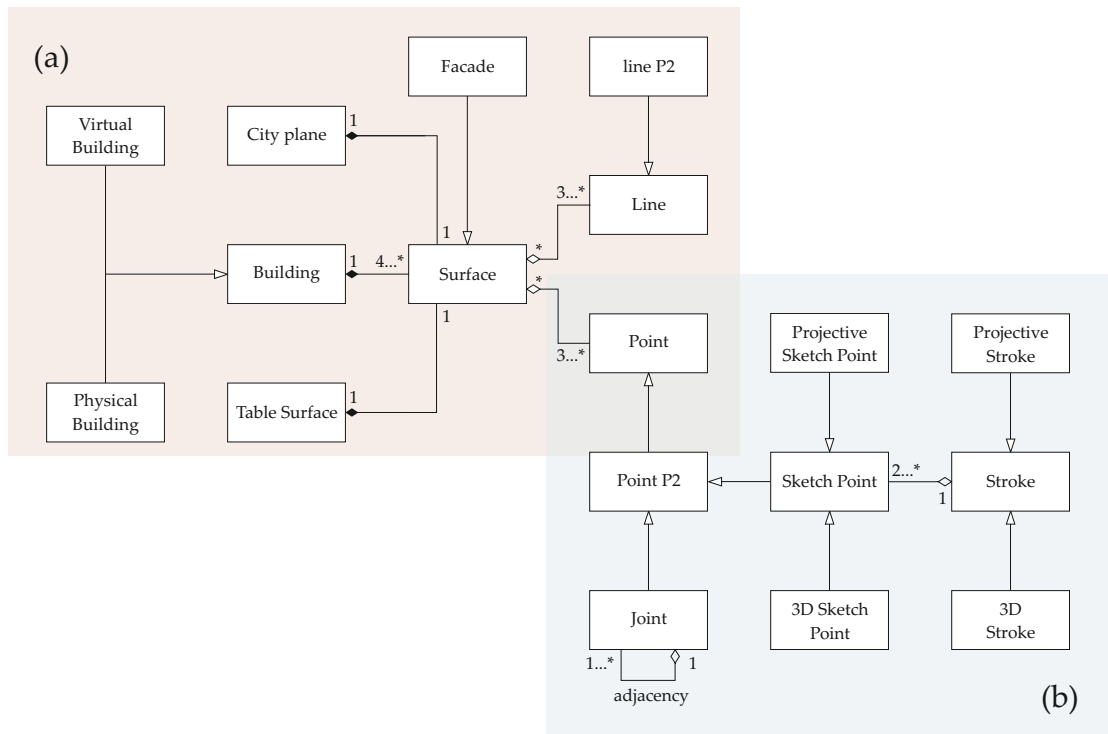 (a)
Facade
line P2
Virtual
Building
City plane
1
3...*
Line
1
*
Building
1
4...*
Surface
*
1
Point
3...*
Projective
Sketch Point
Projective
Stroke
Physical
Building
Table Surface
1
Point P2
Sketch Point
2...*
1
Stroke
Joint
3D Sketch
Point
3D
Stroke
1...*
1
adjacency
(b)